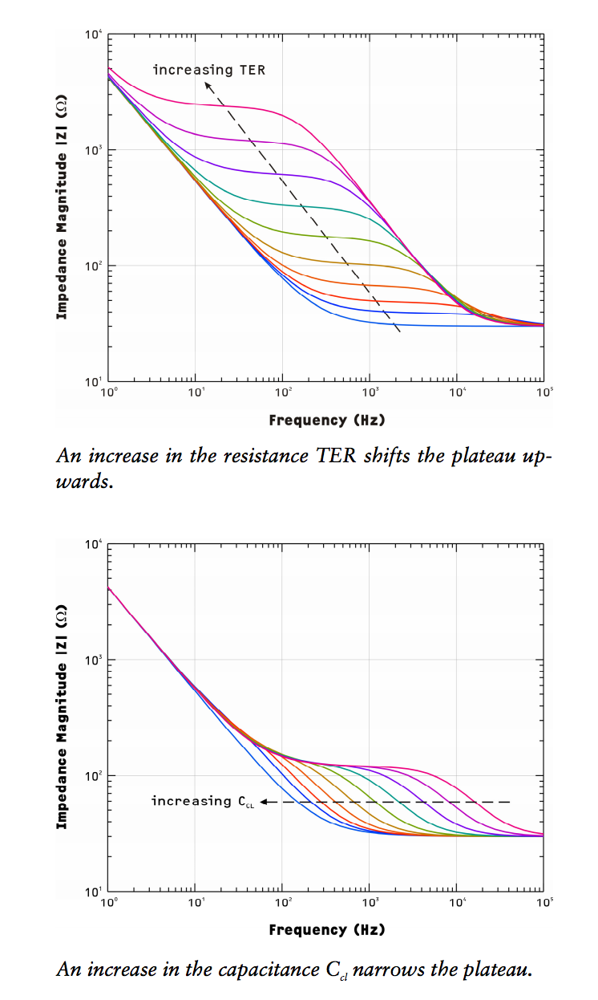 10⁴
increasing TER
10³
10²
10¹
10⁰ 10¹ 10² 10³ 10⁴ 10⁵
Impedance Magnitude |Z| (Ω)
Frequency (Hz)
An increase in the resistance TER shifts the plateau up-
wards.
10⁴
10³
10²
increasing C_CL
10¹
10⁰ 10¹ 10² 10³ 10⁴ 10⁵
Impedance Magnitude |Z| (Ω)
Frequency (Hz)
An increase in the capacitance C_cl narrows the plateau.